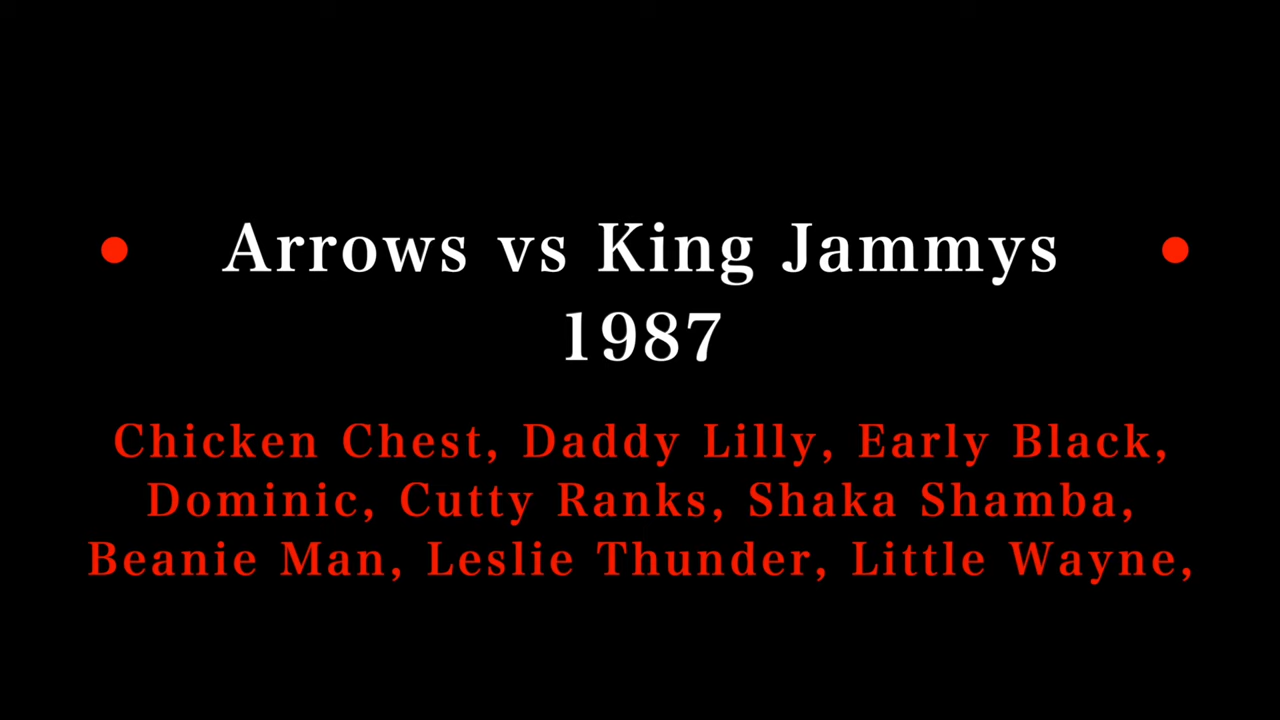 Arrows vs King Jammys
1987
Chicken Chest, Daddy Lilly, Early Black,
Dominic, Cutty Ranks, Shaka Shamba,
Beanie Man, Leslie Thunder, Little Wayne,